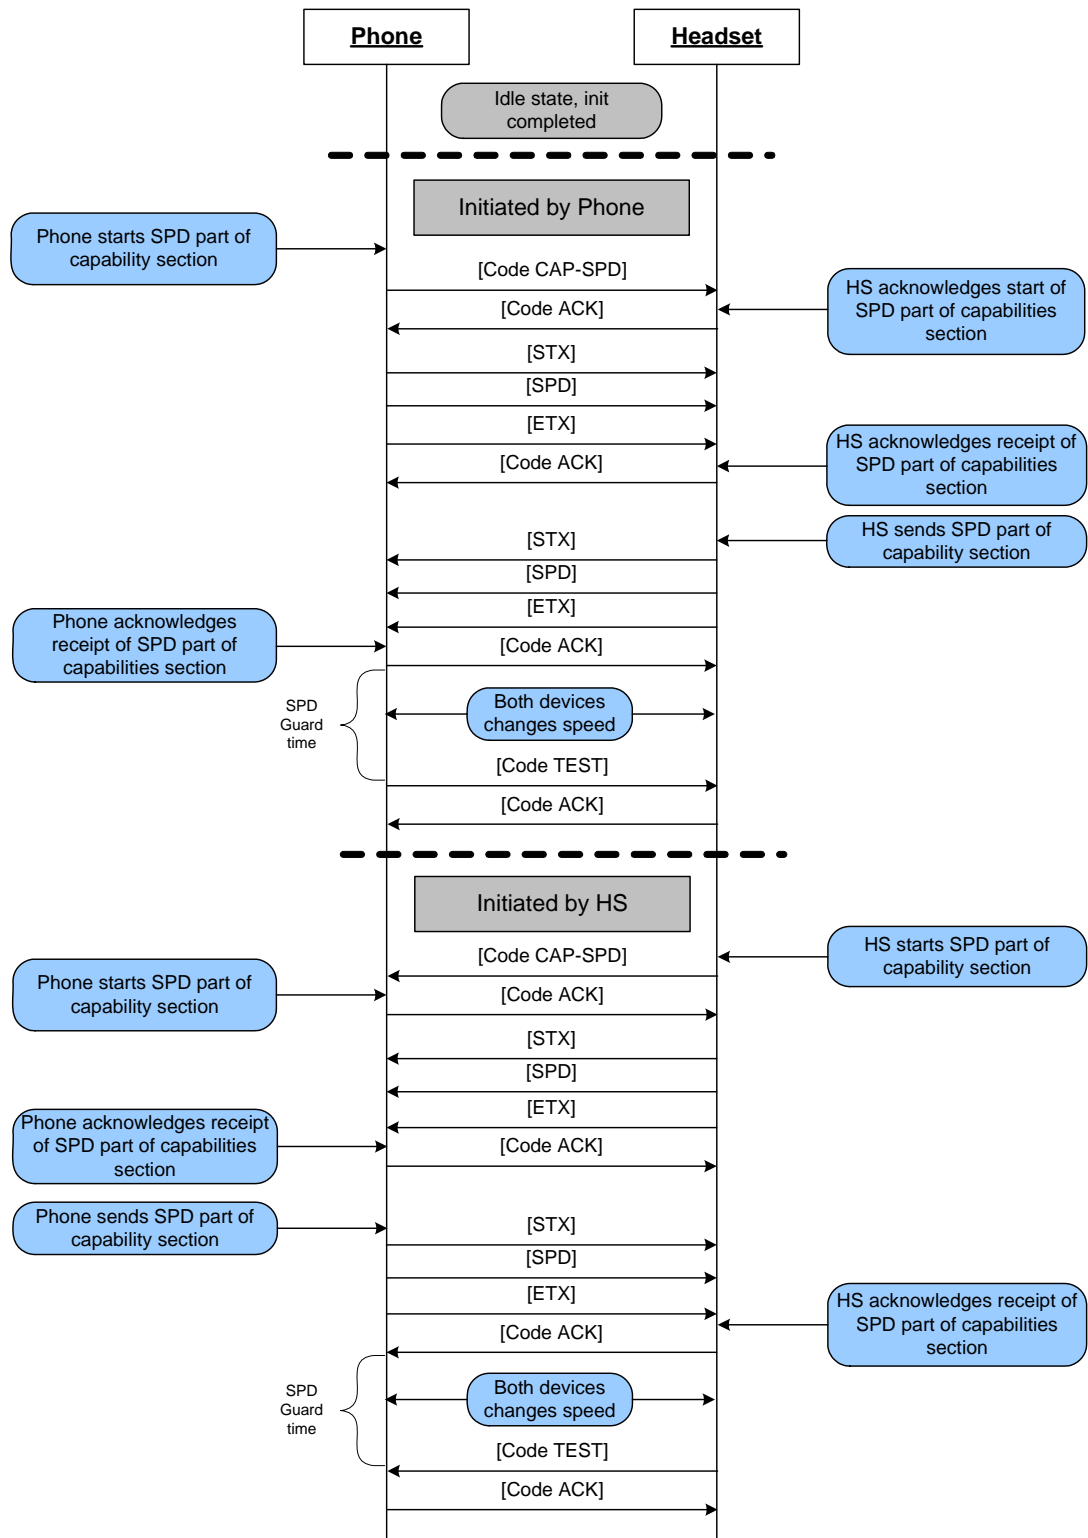 Phone
Headset
Idle state, init
completed
Initiated by Phone
Phone starts SPD part of
capability section
[Code CAP-SPD]
HS acknowledges start of
SPD part of capabilities
section
[Code ACK]
[STX]
[SPD]
[ETX]
HS acknowledges receipt of
SPD part of capabilities
section
[Code ACK]
HS sends SPD part of
capability section
[STX]
[SPD]
[ETX]
Phone acknowledges
receipt of SPD part of
capabilities section
[Code ACK]
SPD
Guard
time
Both devices
changes speed
[Code TEST]
[Code ACK]
Initiated by HS
HS starts SPD part of
capability section
[Code CAP-SPD]
Phone starts SPD part of
capability section
[Code ACK]
[STX]
[SPD]
[ETX]
Phone acknowledges receipt
of SPD part of capabilities
section
[Code ACK]
Phone sends SPD part of
capability section
[STX]
[SPD]
[ETX]
HS acknowledges receipt of
SPD part of capabilities
section
[Code ACK]
SPD
Guard
time
Both devices
changes speed
[Code TEST]
[Code ACK]